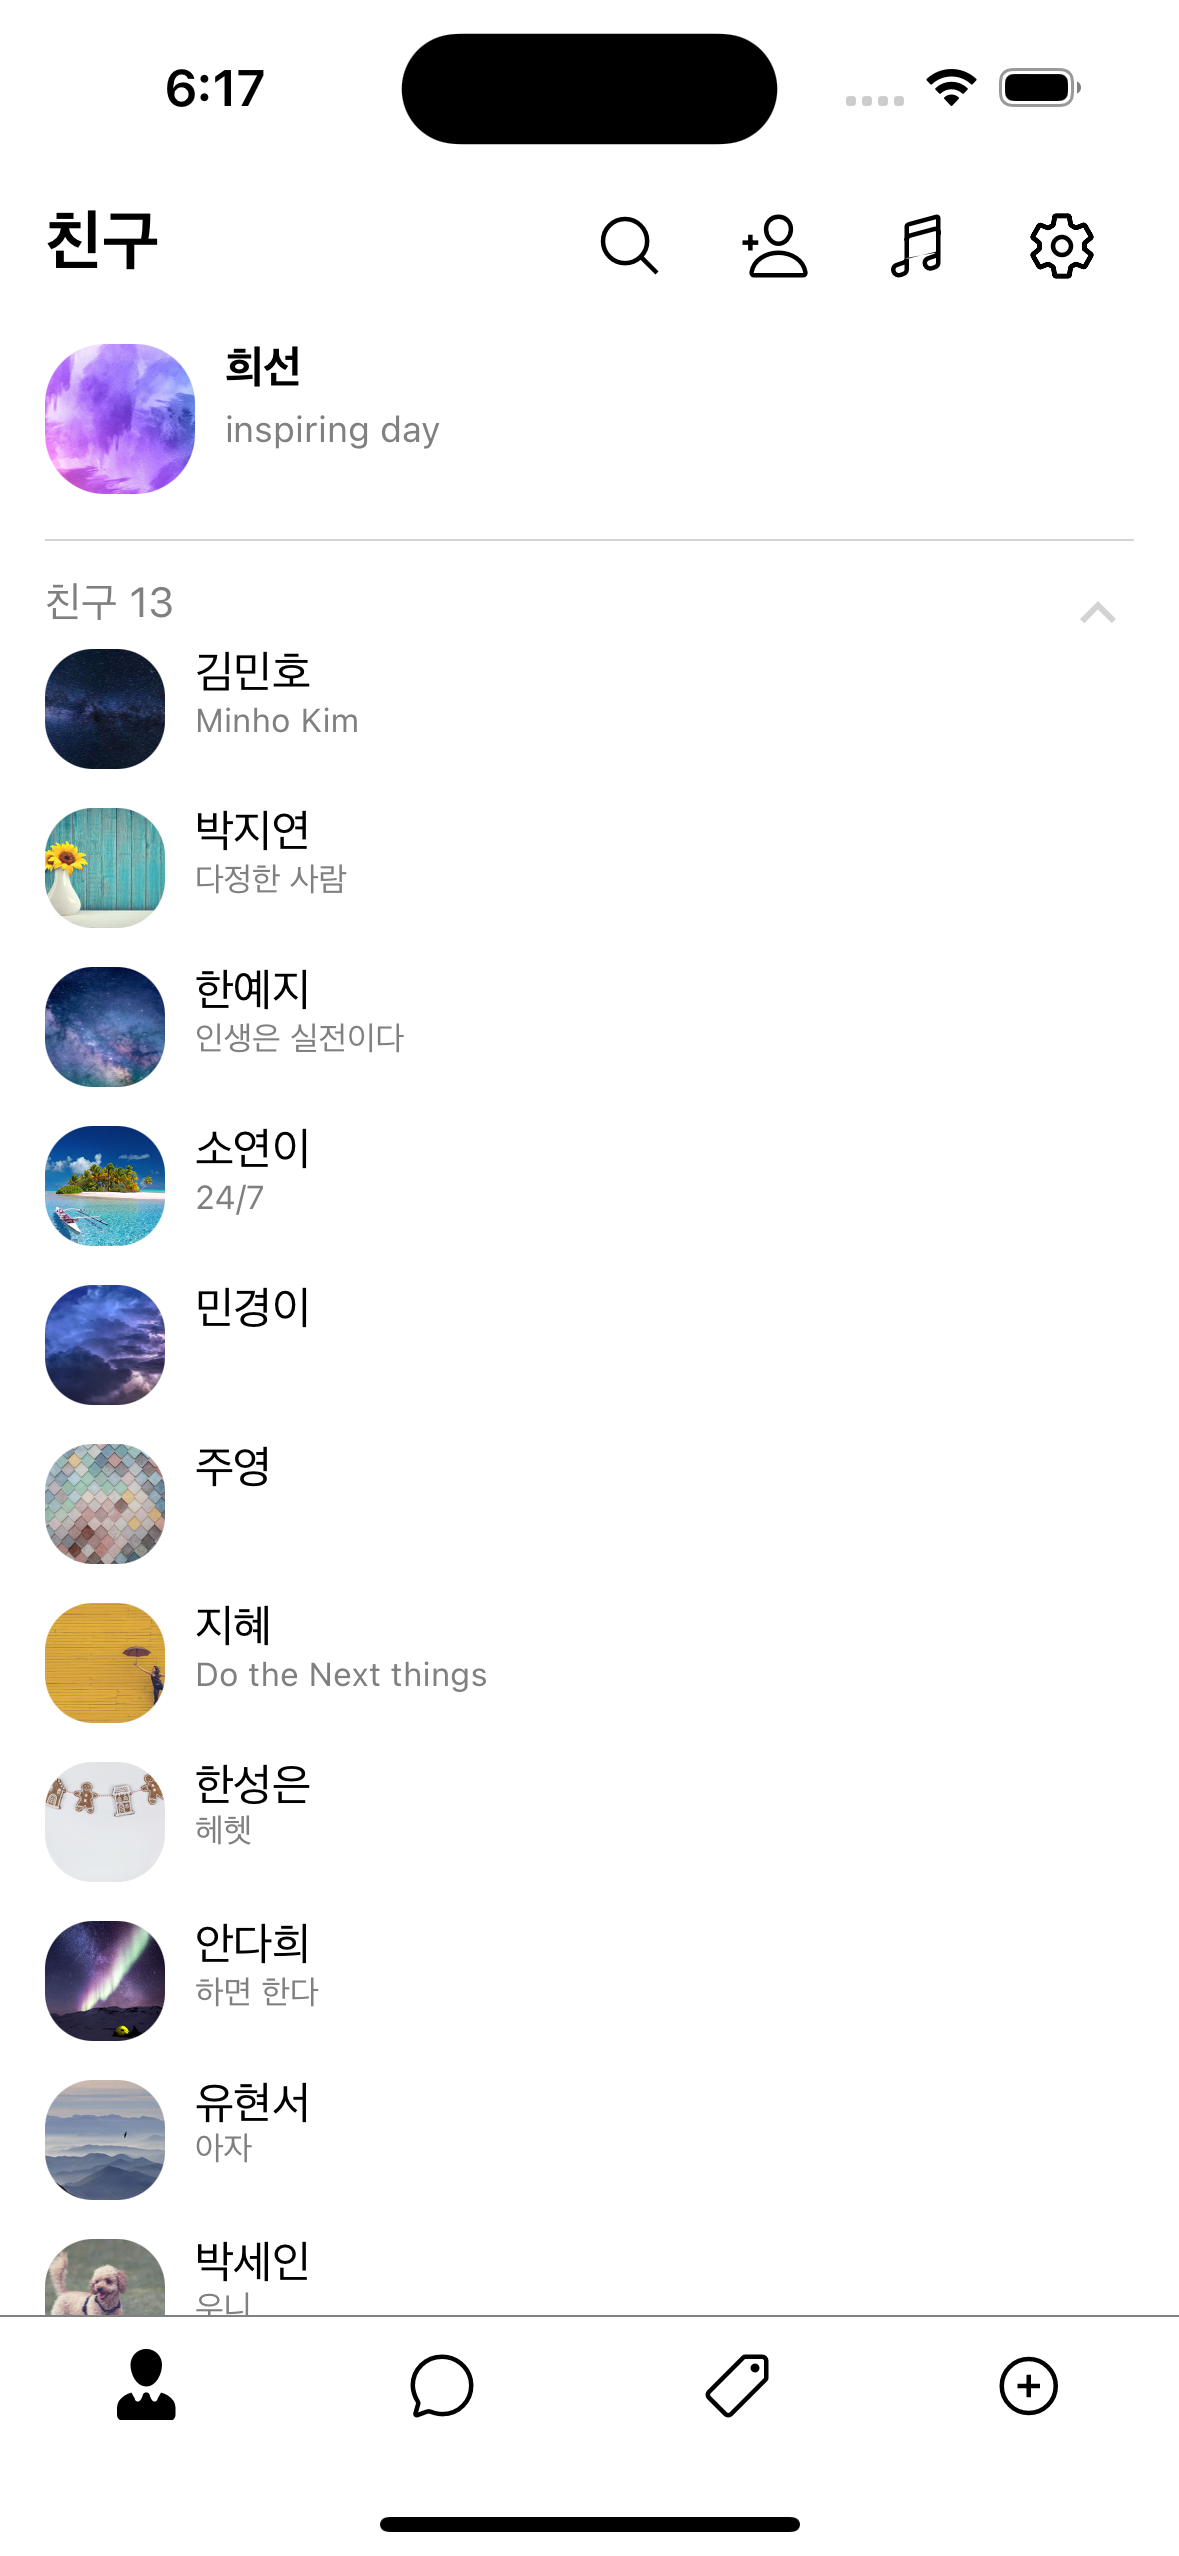 6:17
친구
희선
inspiring day
친구 13
김민호
Minho Kim
박지연
다정한 사람
한예지
인생은 실전이다
소연이
24/7
민경이
주영
지혜
Do the Next things
한성은
헤헷
안다희
하면 한다
유현서
아자
박세인